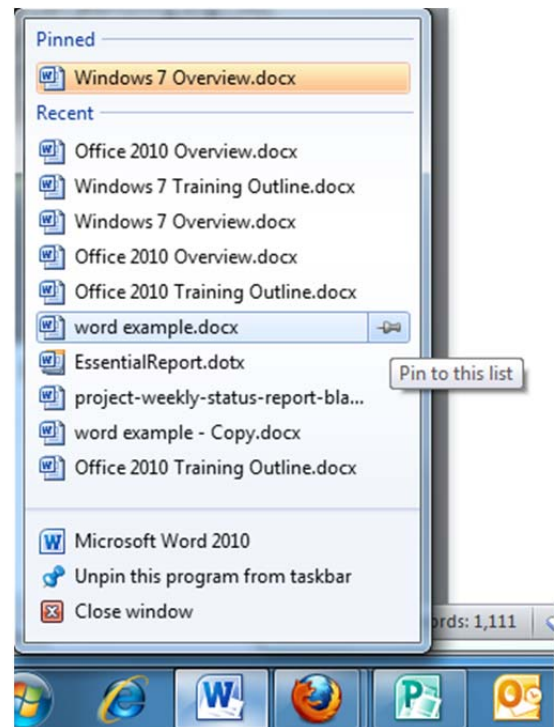 Pinned
Windows 7 Overview.docx
Recent
Office 2010 Overview.docx
Windows 7 Training Outline.docx
Windows 7 Overview.docx
Office 2010 Overview.docx
Office 2010 Training Outline.docx
word example.docx
Pin to this list
EssentialReport.dotx
project-weekly-status-report-bla...
word example - Copy.docx
Office 2010 Training Outline.docx
Microsoft Word 2010
Unpin this program from taskbar
Close window
1,111